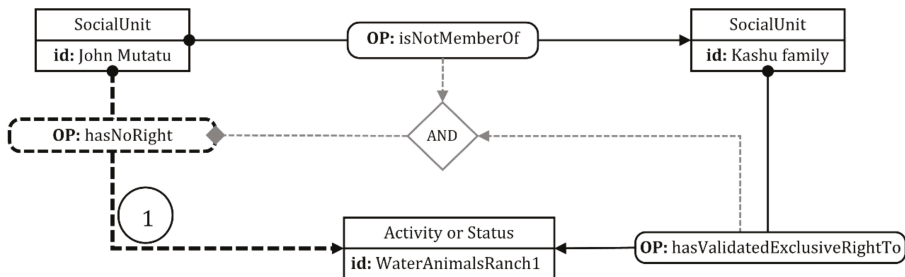 SocialUnit
id: John Mutatu
OP: isNotMemberOf
SocialUnit
id: Kashu family
OP: hasNoRight
AND
1
Activity or Status
id: WaterAnimalsRanch1
OP: hasValidatedExclusiveRightTo